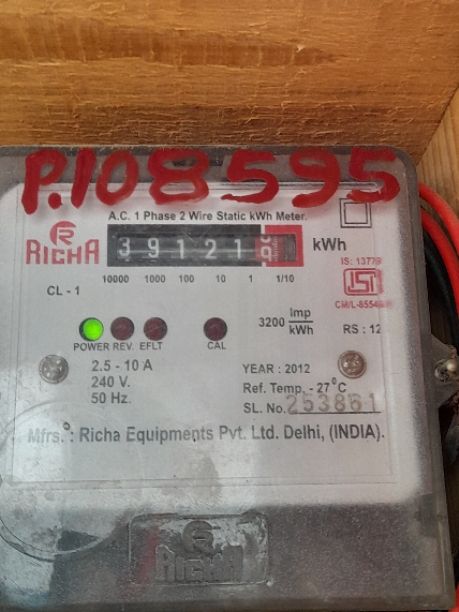 P.108595
A.C. 1 Phase 2 Wire Static kWh Meter.
R
RICHA
39121 9 kWh
10000 1000 100 10 1 1/10
IS: 13779
ISI
CL - 1
3200 Imp/kWh
RS : 12
POWER REV. EFLT CAL
2.5 - 10 A
240 V.
50 Hz.
YEAR : 2012
Ref. Temp. - 27°C
SL. No. 253861
Mfrs. : Richa Equipments Pvt. Ltd. Delhi, (INDIA).
R
RICHA